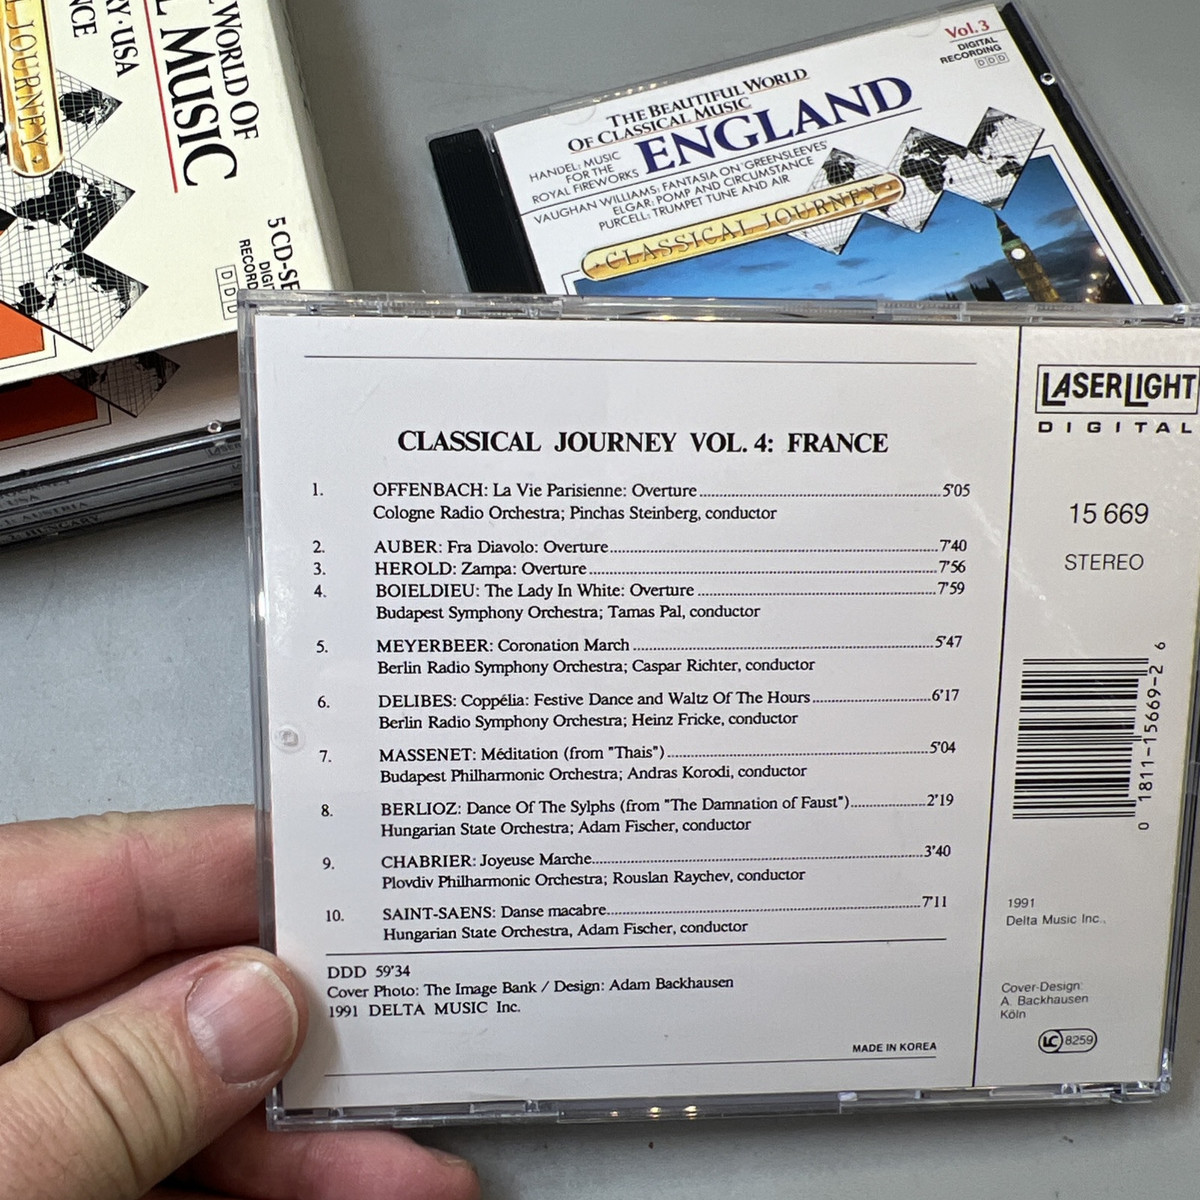 L JOURNEY
NCE
RY·USA
WORLD OF
L MUSIC
5 CD-SE
DIGI
RECORD
D D D
Vol.3
DIGITAL
RECORDING
DDD
THE BEAUTIFUL WORLD
OF CLASSICAL MUSIC
ENGLAND
HANDEL: MUSIC
FOR THE
ROYAL FIREWORKS
VAUGHAN WILLIAMS: FANTASIA ON 'GREENSLEEVES'
ELGAR: POMP AND CIRCUMSTANCE
PURCELL: TRUMPET TUNE AND AIR
·CLASSICAL JOURNEY·
USA
AUSTRIA
HUNGARY
CLASSICAL JOURNEY VOL. 4: FRANCE
1. OFFENBACH: La Vie Parisienne: Overture 5'05
Cologne Radio Orchestra; Pinchas Steinberg, conductor
2. AUBER: Fra Diavolo: Overture 7'40
3. HEROLD: Zampa: Overture 7'56
4. BOIELDIEU: The Lady In White: Overture 7'59
Budapest Symphony Orchestra; Tamas Pal, conductor
5. MEYERBEER: Coronation March 5'47
Berlin Radio Symphony Orchestra; Caspar Richter, conductor
6. DELIBES: Coppélia: Festive Dance and Waltz Of The Hours 6'17
Berlin Radio Symphony Orchestra; Heinz Fricke, conductor
7. MASSENET: Méditation (from "Thais") 5'04
Budapest Philharmonic Orchestra; Andras Korodi, conductor
8. BERLIOZ: Dance Of The Sylphs (from "The Damnation of Faust") 2'19
Hungarian State Orchestra; Adam Fischer, conductor
9. CHABRIER: Joyeuse Marche 3'40
Plovdiv Philharmonic Orchestra; Rouslan Raychev, conductor
10. SAINT-SAENS: Danse macabre 7'11
Hungarian State Orchestra, Adam Fischer, conductor
DDD 59'34
Cover Photo: The Image Bank / Design: Adam Backhausen
1991 DELTA MUSIC Inc.
MADE IN KOREA
LASERLIGHT
DIGITAL
15 669
STEREO
0 1811-15669-2 6
1991
Delta Music Inc.,
Cover-Design:
A. Backhausen
Köln
LC 8259